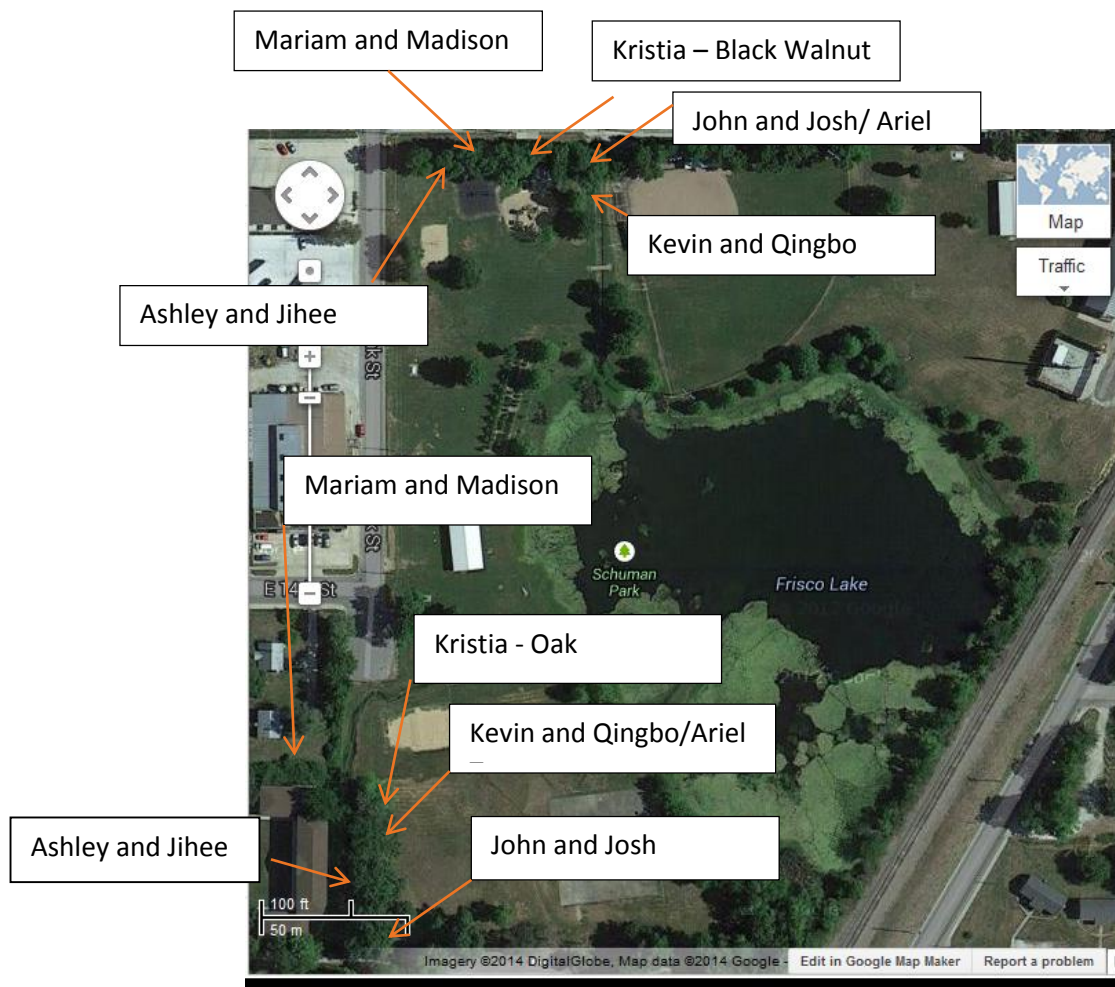 Mariam and Madison
Kristia – Black Walnut
John and Josh/ Ariel
Map
Kevin and Qingbo
Traffic
Ashley and Jihee
k St
Mariam and Madison
k St
Schuman
Park
Frisco Lake
E 14th St
Kristia - Oak
Kevin and Qingbo/Ariel
Ashley and Jihee
John and Josh
100 ft
50 m
Imagery ©2014 DigitalGlobe, Map data ©2014 Google -
Edit in Google Map Maker
Report a problem